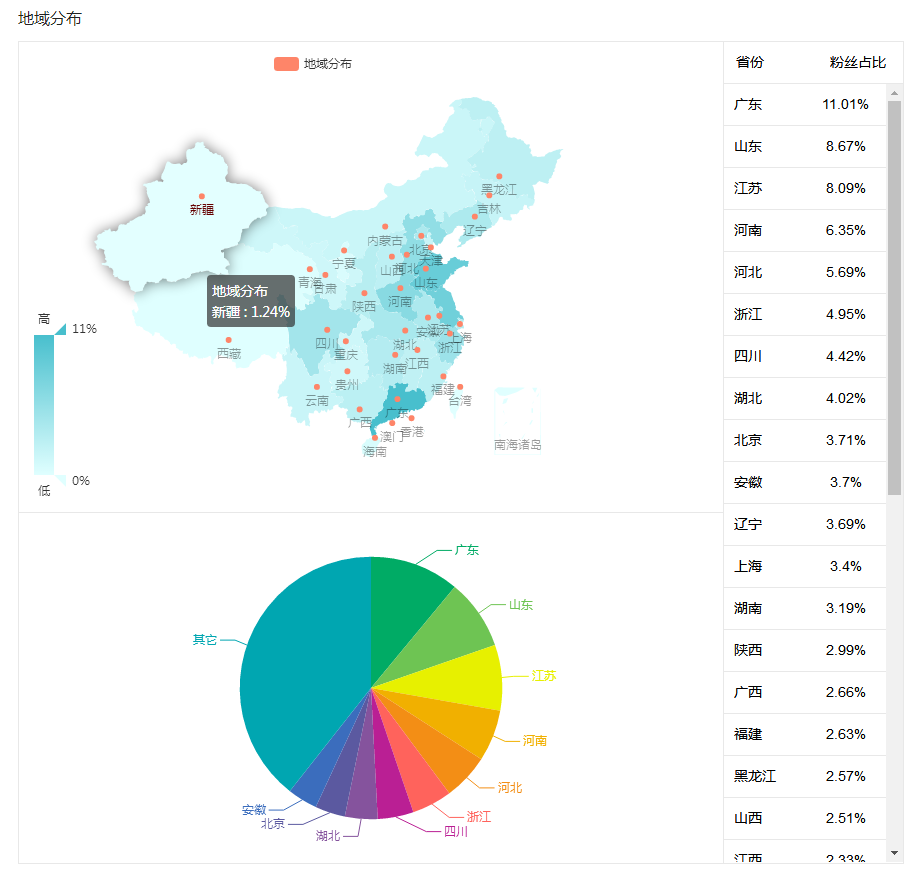 地域分布
地域分布
黑龙江
新疆
吉林
辽宁
内蒙古
北京
天津
宁夏
山西
河北
青海
甘肃
山东
地域分布
新疆 : 1.24%
陕西
河南
高
11%
四川
重庆
西藏
安徽
江苏
上海
湖北
浙江
湖南
江西
贵州
福建
云南
台湾
广西
广东
澳门
香港
海南
南海诸岛
0%
低
广东
山东
其它
江苏
河南
河北
安徽
浙江
北京
四川
湖北
省份 粉丝占比
广东 11.01%
山东 8.67%
江苏 8.09%
河南 6.35%
河北 5.69%
浙江 4.95%
四川 4.42%
湖北 4.02%
北京 3.71%
安徽 3.7%
辽宁 3.69%
上海 3.4%
湖南 3.19%
陕西 2.99%
广西 2.66%
福建 2.63%
黑龙江 2.57%
山西 2.51%
江西 2.33%